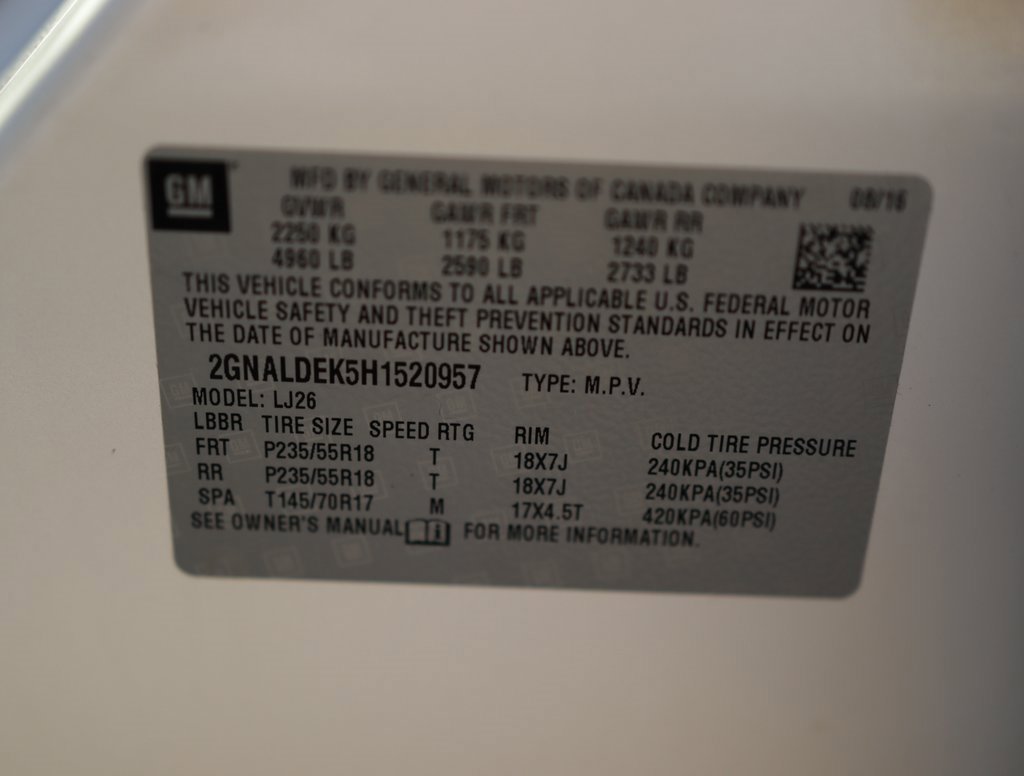 GM MFD BY GENERAL MOTORS OF CANADA COMPANY 08/16
GVWR GAWR FRT GAWR RR
2250 KG 1175 KG 1240 KG
4960 LB 2590 LB 2733 LB
THIS VEHICLE CONFORMS TO ALL APPLICABLE U.S. FEDERAL MOTOR
VEHICLE SAFETY AND THEFT PREVENTION STANDARDS IN EFFECT ON
THE DATE OF MANUFACTURE SHOWN ABOVE.
2GNALDEK5H1520957 TYPE: M.P.V.
MODEL: LJ26
LBBR TIRE SIZE SPEED RTG RIM COLD TIRE PRESSURE
FRT P235/55R18 T 18X7J 240KPA(35PSI)
RR P235/55R18 T 18X7J 240KPA(35PSI)
SPA T145/70R17 M 17X4.5T 420KPA(60PSI)
SEE OWNER'S MANUAL FOR MORE INFORMATION.